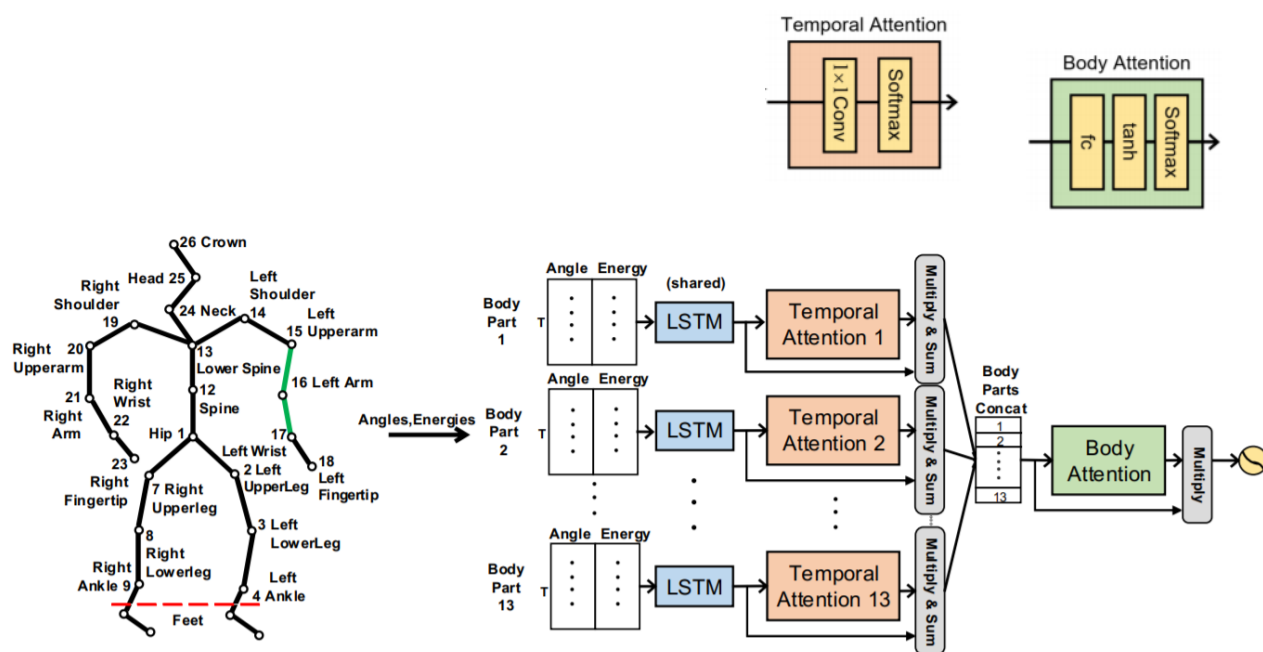 Temporal Attention
1×1Conv
Softmax
Body Attention
fc
tanh
Softmax
26 Crown
Head 25
Right
Shoulder
Left
Shoulder
24 Neck
14
19
Left
Upperarm
15
20
Right
Upperarm
13
Lower Spine
12
Spine
16 Left Arm
21
Right
Arm
Right
Wrist
22
23
Right
Fingertip
Hip 1
17
Left Wrist
18
Left
Fingertip
2 Left
UpperLeg
7 Right
Upperleg
3 Left
LowerLeg
8
Right
Lowerleg
Right
Ankle 9
Left
4 Ankle
Feet
Angles,Energies
Angle Energy
Body
Part
1
T
(shared)
LSTM
Temporal
Attention 1
Multiply & Sum
Angle Energy
Body
Part
2
T
LSTM
Temporal
Attention 2
Multiply & Sum
Angle Energy
Body
Part
13
T
LSTM
Temporal
Attention 13
Multiply & Sum
Body
Parts
Concat
1
2
13
Body
Attention
Multiply